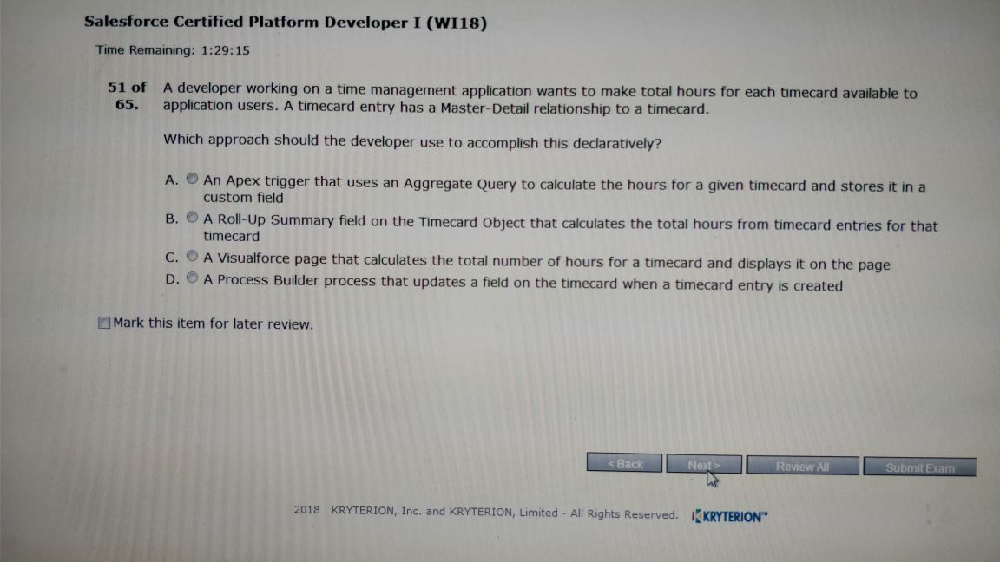 Salesforce Certified Platform Developer I (WI18)
Time Remaining: 1:29:15
51 of A developer working on a time management application wants to make total hours for each timecard available to
65. application users. A timecard entry has a Master-Detail relationship to a timecard.
Which approach should the developer use to accomplish this declaratively?
A. An Apex trigger that uses an Aggregate Query to calculate the hours for a given timecard and stores it in a
custom field
B. A Roll-Up Summary field on the Timecard Object that calculates the total hours from timecard entries for that
timecard
C. A Visualforce page that calculates the total number of hours for a timecard and displays it on the page
D. A Process Builder process that updates a field on the timecard when a timecard entry is created
Mark this item for later review.
< Back Next > Review All Submit Exam
2018 KRYTERION, Inc. and KRYTERION, Limited - All Rights Reserved. KRYTERION™